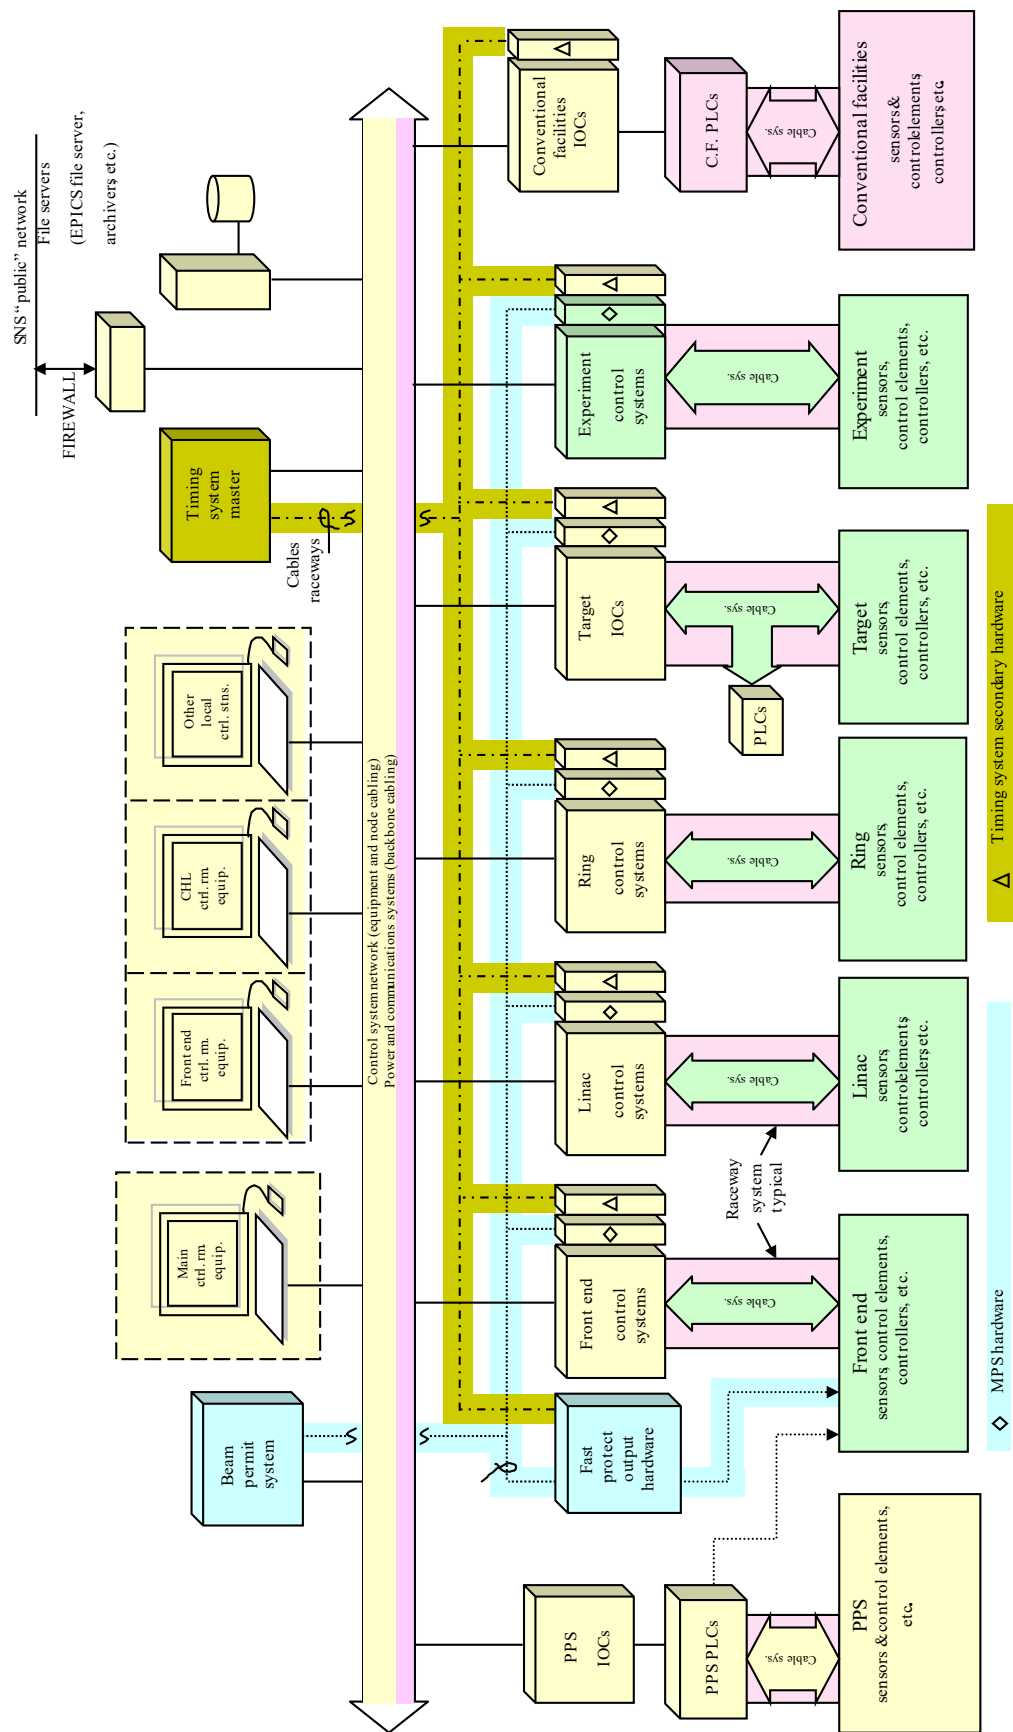 SNS “public” network
File servers
(EPICS file server,
archivers, etc.)
FIREWALL
Timing
system
master
Cables
raceways
Other
local
ctrl. stns.
CHL
ctrl. rm
equip.
Front end
ctrl. rm.
equip.
Main
ctrl. rm.
equip.
Beam
permit
system
Control system network (equipment and node cabling)
Power and communications systems (backbone cabling)
PPS
IOCs
Fast
protect
output
hardware
Front end
control
systems
Linac
control
systems
Ring
control
systems
Target
IOCs
Experiment
control
systems
Conventional
facilities
IOCs
PPS PLCs
PLCs
C.F. PLCs
Raceway
system
typical
Cable sys.
Cable sys.
Cable sys.
Cable sys.
Cable sys.
Cable sys.
Cable sys.
PPS
sensors & control elements,
etc.
Front end
sensors, control elements,
controllers, etc.
Linac
sensors,
control elements,
controllers, etc.
Ring
sensors,
control elements,
controllers, etc.
Target
sensors,
control elements,
controllers, etc.
Experiment
sensors,
control elements,
controllers, etc.
Conventional facilities
sensors &
control elements,
controllers, etc.
MPS hardware
Timing system secondary hardware